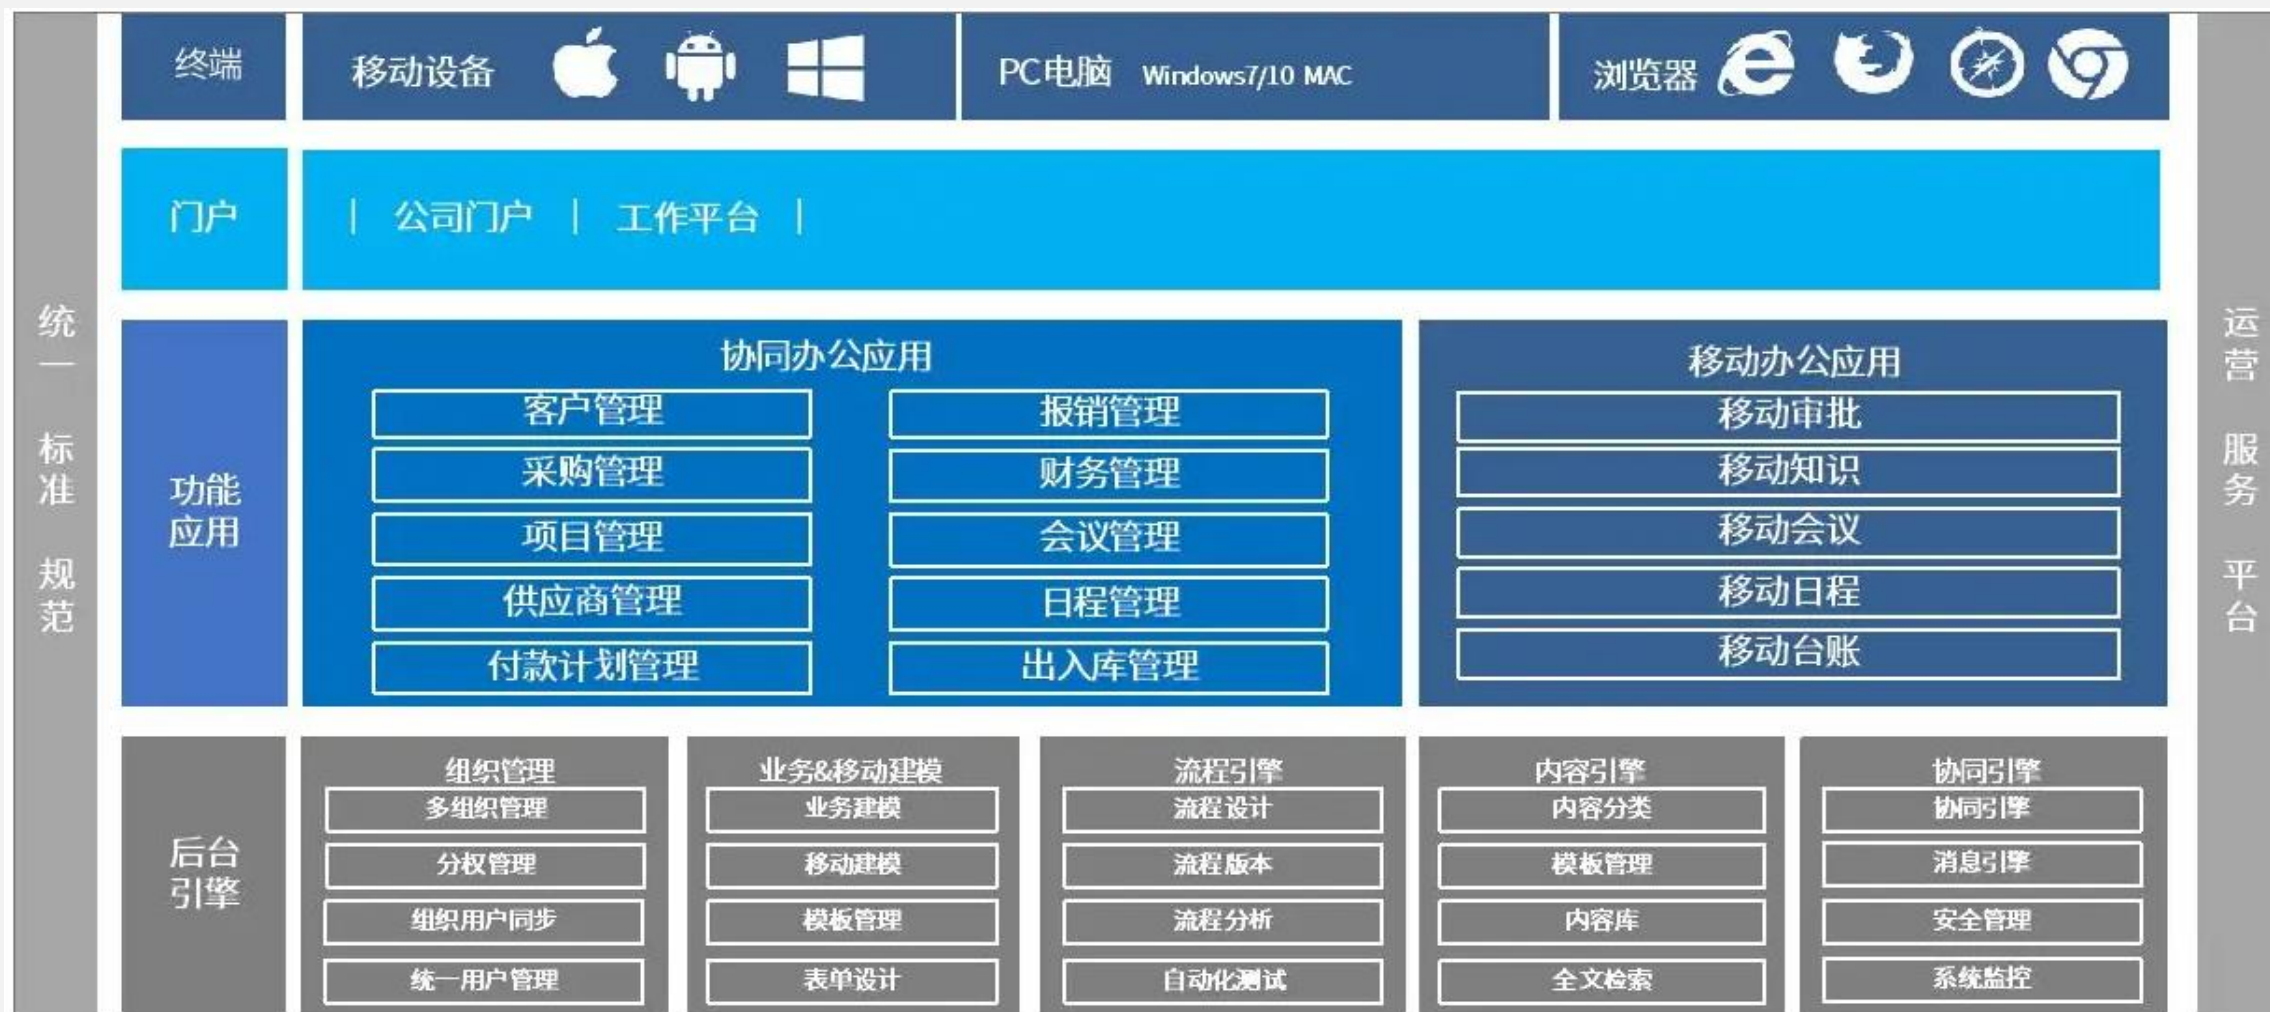 统一 标准 规范
终端
移动设备
PC电脑 Windows7/10 MAC
浏览器
门户
| 公司门户 | 工作平台 |
功能
应用
协同办公应用
客户管理
报销管理
采购管理
财务管理
项目管理
会议管理
供应商管理
日程管理
付款计划管理
出入库管理
移动办公应用
移动审批
移动知识
移动会议
移动日程
移动台账
后台
引擎
组织管理
多组织管理
分权管理
组织用户同步
统一用户管理
业务&移动建模
业务建模
移动建模
模板管理
表单设计
流程引擎
流程设计
流程版本
流程分析
自动化测试
内容引擎
内容分类
模板管理
内容库
全文检索
协同引擎
协同引擎
消息引擎
安全管理
系统监控
运营 服务 平台